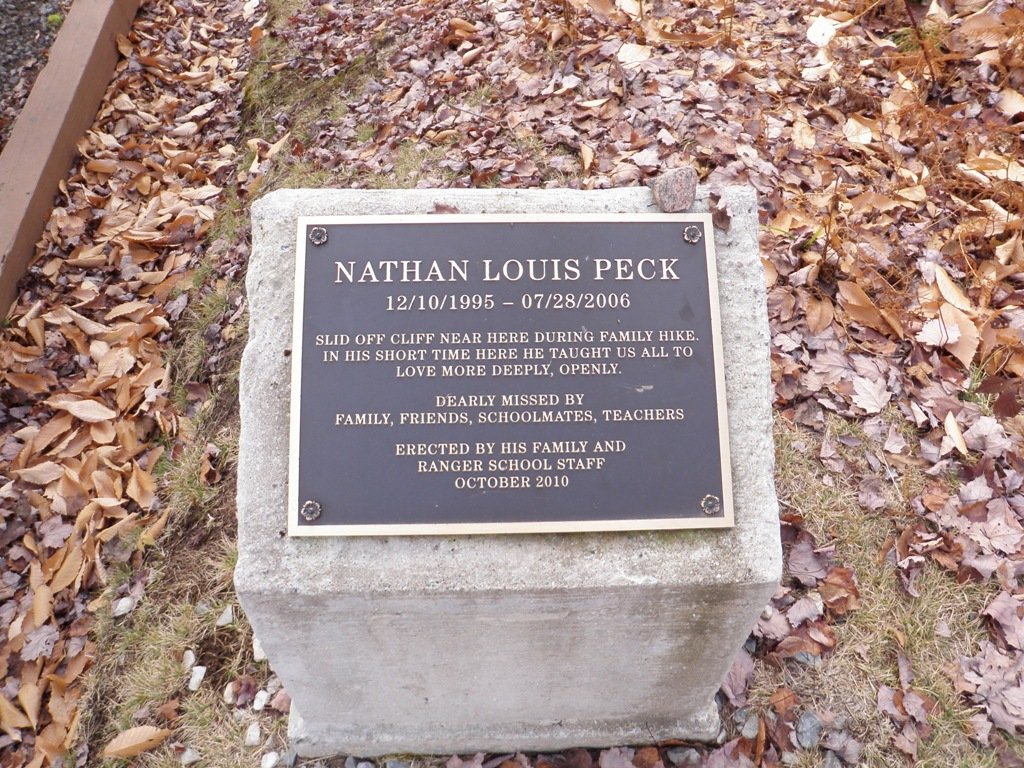 NATHAN LOUIS PECK
12/10/1995 – 07/28/2006
SLID OFF CLIFF NEAR HERE DURING FAMILY HIKE.
IN HIS SHORT TIME HERE HE TAUGHT US ALL TO
LOVE MORE DEEPLY, OPENLY.
DEARLY MISSED BY
FAMILY, FRIENDS, SCHOOLMATES, TEACHERS
ERECTED BY HIS FAMILY AND
RANGER SCHOOL STAFF
OCTOBER 2010